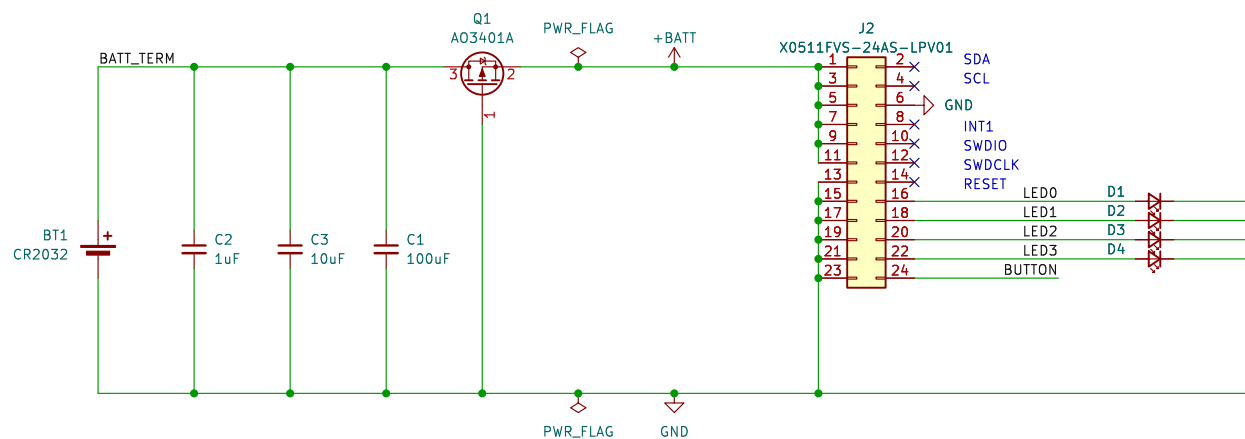 Q1
AO3401A
PWR_FLAG
+BATT
J2
X0511FVS-24AS-LPV01
BATT_TERM
3
2
1
1
2
SDA
3
4
SCL
5
6
GND
7
8
INT1
9
10
SWDIO
11
12
SWDCLK
13
14
RESET
15
16
LED0
D1
17
18
LED1
D2
19
20
LED2
D3
21
22
LED3
D4
23
24
BUTTON
BT1
+
CR2032
C2
1uF
C3
10uF
C1
100uF
PWR_FLAG
GND